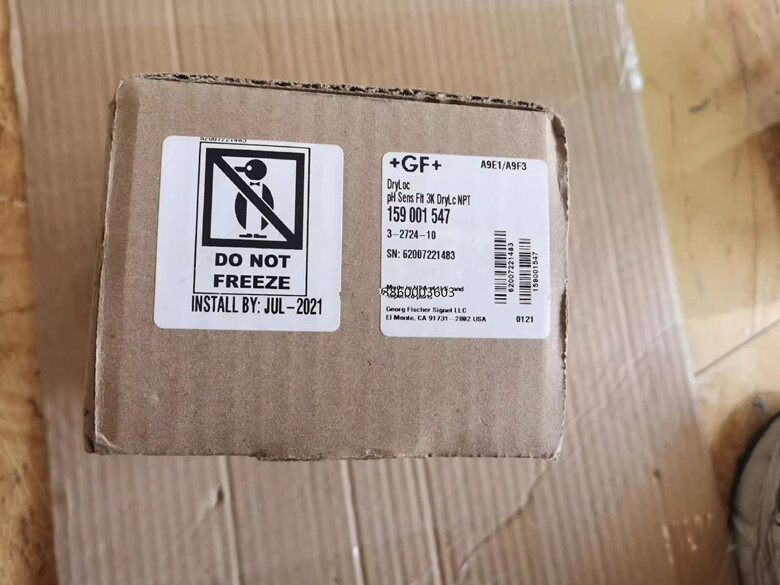 62007221483
DO NOT
FREEZE
INSTALL BY: JUL-2021
+GF+ A9E1/A9F3
DryLoc
pH Sens Flt 3K DryLc NPT
159 001 547
3-2724-10
SN: 62007221483
Georg Fischer Signet LLC
El Monte, CA 91731-2882 USA
0121
62007221483
159001547